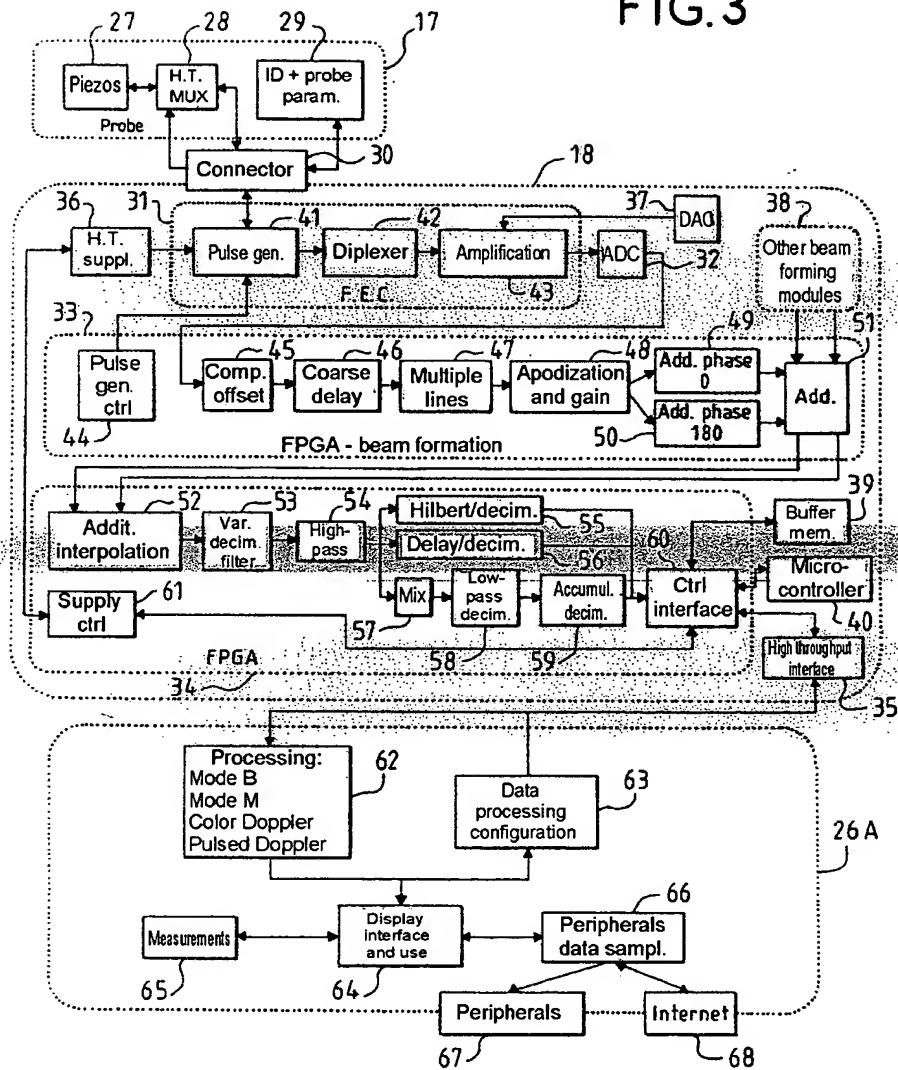 FIG. 3
27
28
29
17
Piezos
H.T.
MUX
ID + probe
param.
Probe
Connector
30
18
36
31
41
42
37
38
H.T.
suppl.
Pulse gen.
Diplexer
Amplification
ADC
DAC
32
Other beam
forming
modules
43
F.E.C
33
45
46
47
48
49
51
Pulse
gen.
ctrl
Comp.
offset
Coarse
delay
Multiple
lines
Apodization
and gain
Add. phase
0
Add.
Add. phase
180
44
50
FPGA - beam formation
52
53
54
Hilbert/decim.
55
39
Addit.
interpolation
Var.
decim.
filter
High-
pass
Delay/decim.
56
60
Buffer
mem.
61
Supply
ctrl
Mix
57
Low-
pass
decim.
58
Accumul.
decim.
59
Ctrl
interface
Micro-
controller
40
FPGA
34
High throughput
interface
35
Processing:
Mode B
Mode M
Color Doppler
Pulsed Doppler
62
Data
processing
configuration
63
26A
66
Measurements
65
Display
interface
and use
64
Peripherals
data sampl.
Peripherals
67
Internet
68